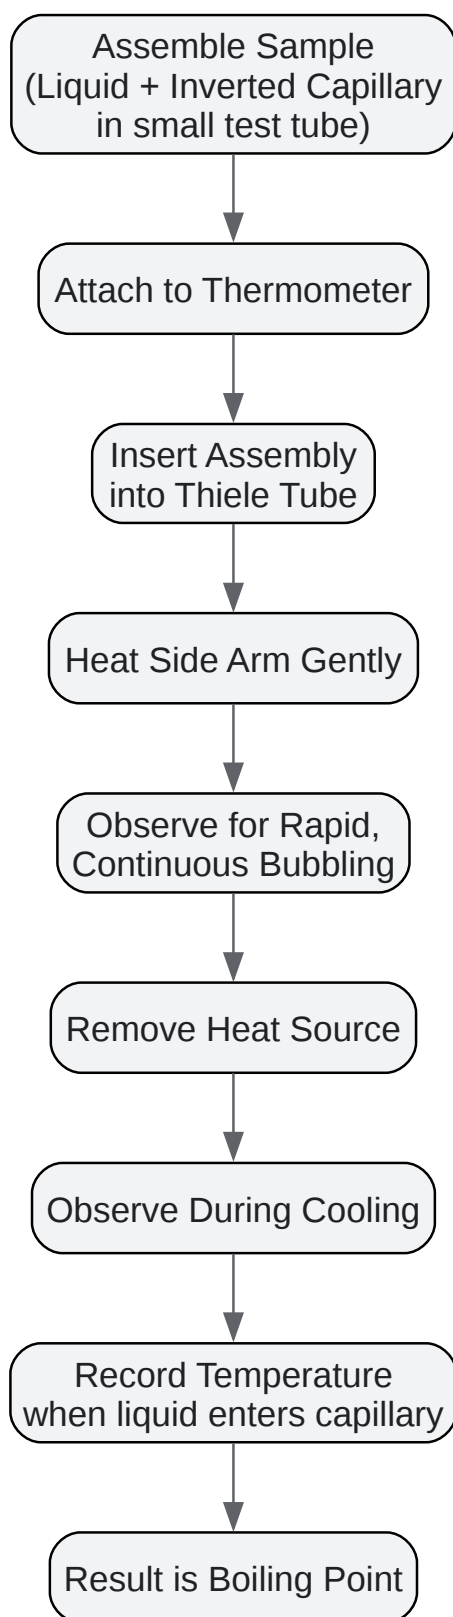 Assemble Sample
(Liquid + Inverted Capillary
in small test tube)
Attach to Thermometer
Insert Assembly
into Thiele Tube
Heat Side Arm Gently
Observe for Rapid,
Continuous Bubbling
Remove Heat Source
Observe During Cooling
Record Temperature
when liquid enters capillary
Result is Boiling Point